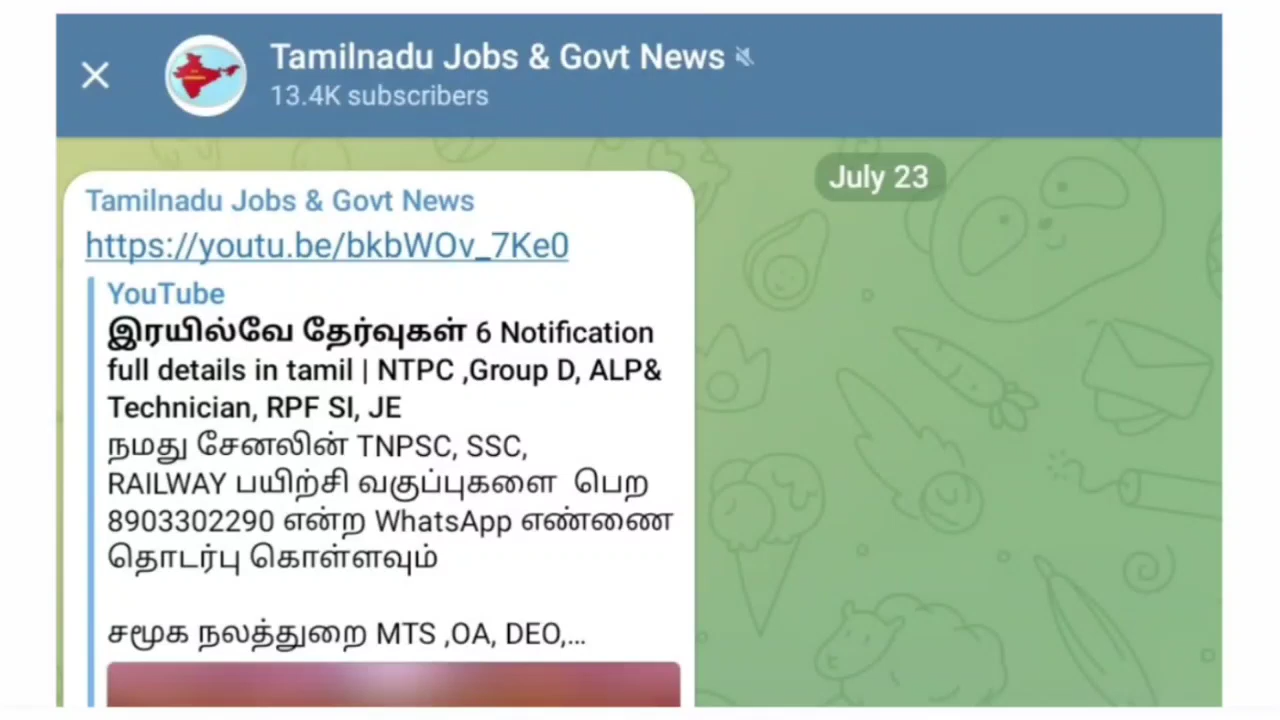 Tamilnadu Jobs & Govt News
13.4K subscribers
July 23
Tamilnadu Jobs & Govt News
https://youtu.be/bkbWOv_7Ke0
YouTube
இரயில்வே தேர்வுகள் 6 Notification
full details in tamil | NTPC ,Group D, ALP&
Technician, RPF SI, JE
நமது சேனலின் TNPSC, SSC,
RAILWAY பயிற்சி வகுப்புகளை பெற
8903302290 என்ற WhatsApp எண்ணை
தொடர்பு கொள்ளவும்
சமூக நலத்துறை MTS ,OA, DEO,...